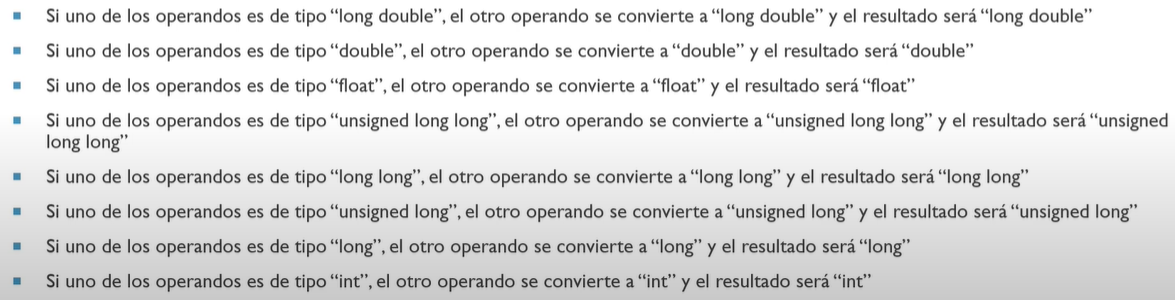 ▪ Si uno de los operandos es de tipo “long double”, el otro operando se convierte a “long double” y el resultado será “long double”
▪ Si uno de los operandos es de tipo “double”, el otro operando se convierte a “double” y el resultado será “double”
▪ Si uno de los operandos es de tipo “float”, el otro operando se convierte a “float” y el resultado será “float”
▪ Si uno de los operandos es de tipo “unsigned long long”, el otro operando se convierte a “unsigned long long” y el resultado será “unsigned
long long”
▪ Si uno de los operandos es de tipo “long long”, el otro operando se convierte a “long long” y el resultado será “long long”
▪ Si uno de los operandos es de tipo “unsigned long”, el otro operando se convierte a “unsigned long” y el resultado será “unsigned long”
▪ Si uno de los operandos es de tipo “long”, el otro operando se convierte a “long” y el resultado será “long”
▪ Si uno de los operandos es de tipo “int”, el otro operando se convierte a “int” y el resultado será “int”